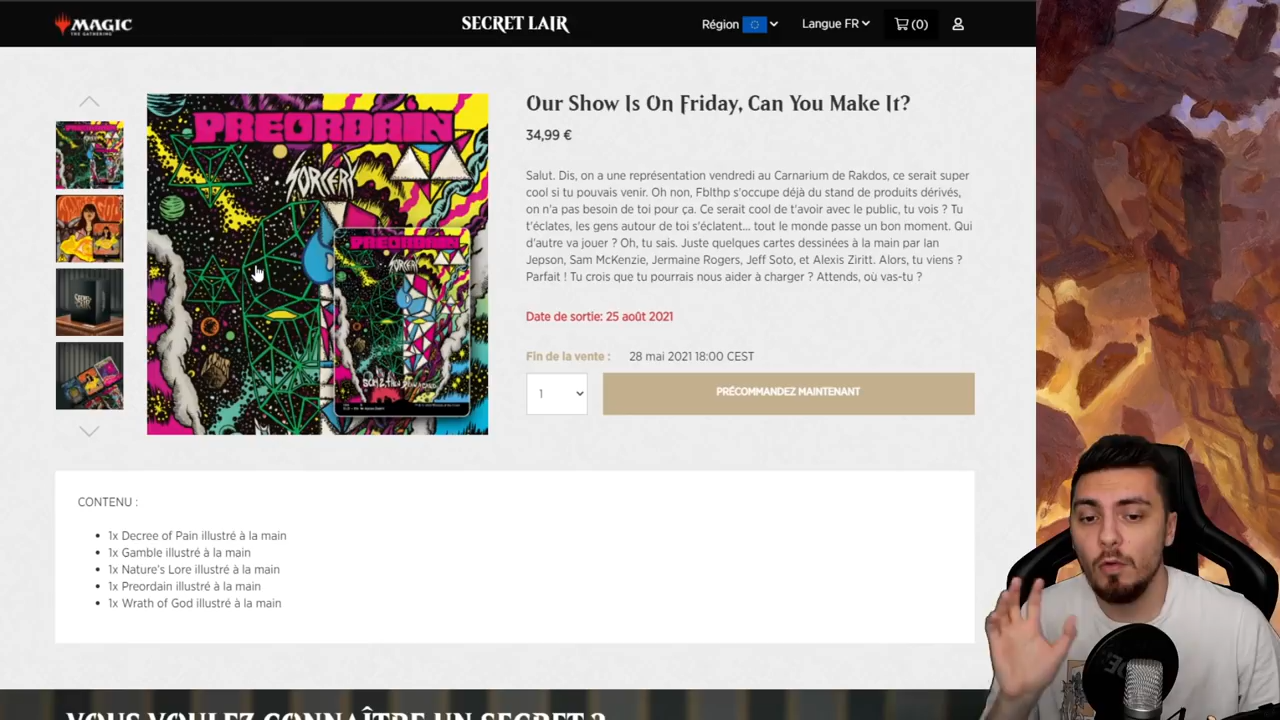 MAGIC
THE GATHERING
SECRET LAIR
Région
Langue FR
(0)
PREORDAIN
SORCERY
PREORDAIN
SORCERY
Our Show Is On Friday, Can You Make It?
34,99 €
Salut. Dis, on a une représentation vendredi au Carnarium de Rakdos, ce serait super
cool si tu pouvais venir. Oh non, Fblthp s'occupe déjà du stand de produits dérivés,
on n'a pas besoin de toi pour ça. Ce serait cool de t'avoir avec le public, tu vois ? Tu
t'éclates, les gens autour de toi s'éclatent... tout le monde passe un bon moment. Qui
d'autre va jouer ? Oh, tu sais. Juste quelques cartes dessinées à la main par Ian
Jepson, Sam McKenzie, Jermaine Rogers, Jeff Soto, et Alexis Ziritt. Alors, tu viens ?
Parfait ! Tu crois que tu pourrais nous aider à charger ? Attends, où vas-tu ?
Date de sortie: 25 août 2021
Fin de la vente : 28 mai 2021 18:00 CEST
1
PRÉCOMMANDEZ MAINTENANT
CONTENU :
1x Decree of Pain illustré à la main
1x Gamble illustré à la main
1x Nature's Lore illustré à la main
1x Preordain illustré à la main
1x Wrath of God illustré à la main
VOUS VOULEZ CONNAÎTRE UN SECRET ?